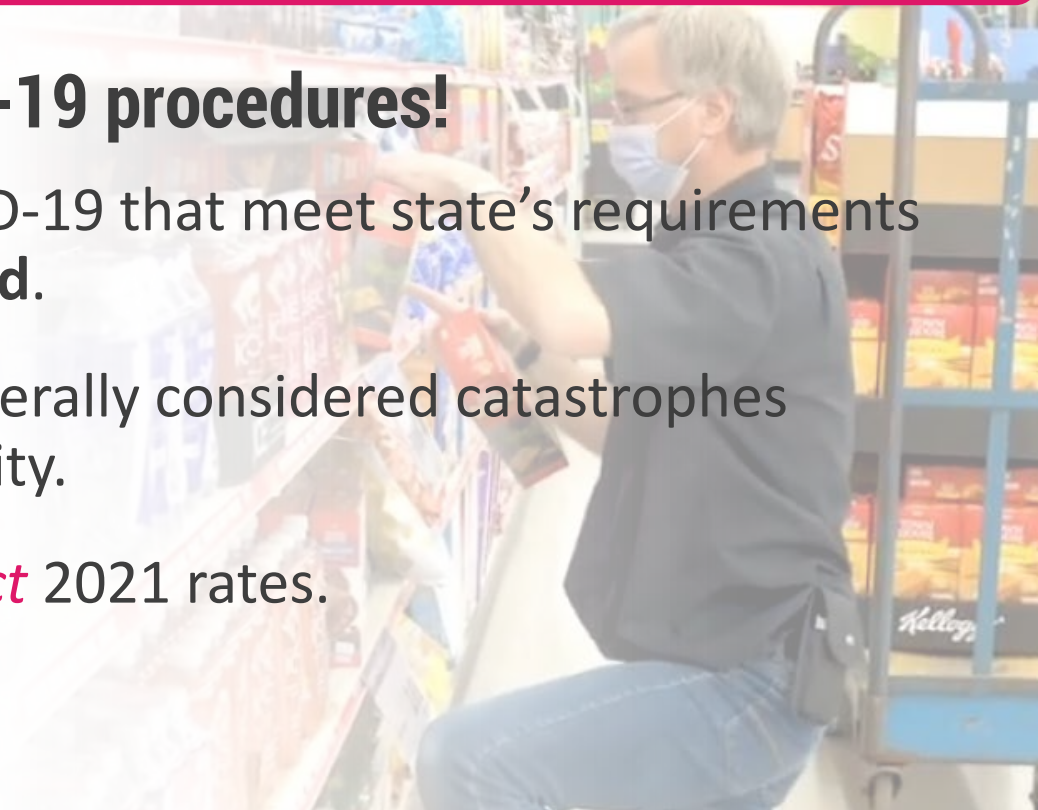 -19 procedures!
D-19 that meet state's requirements
d.
erally considered catastrophes
ity.
ct 2021 rates.
Kellogg